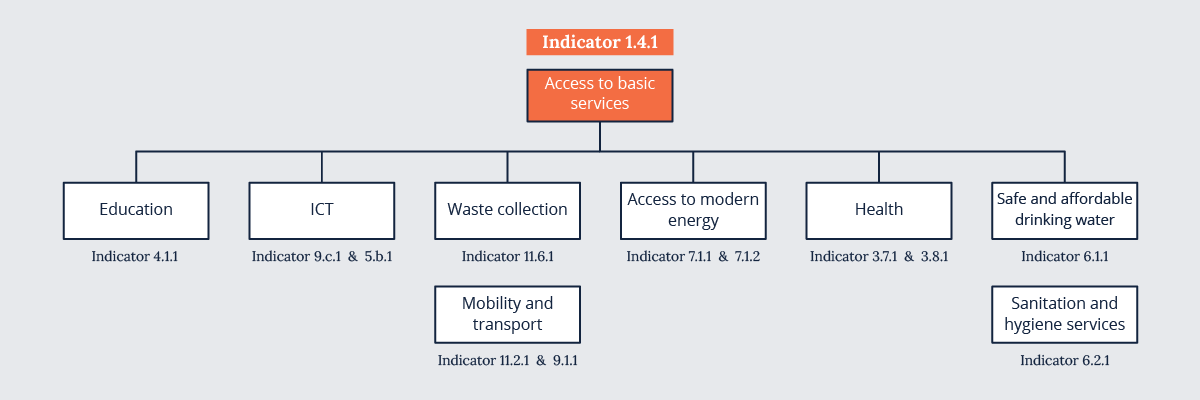 Indicator 1.4.1
Access to basic
services
Education
Indicator 4.1.1
ICT
Indicator 9.c.1 & 5.b.1
Waste collection
Indicator 11.6.1
Mobility and
transport
Indicator 11.2.1 & 9.1.1
Access to modern
energy
Indicator 7.1.1 & 7.1.2
Health
Indicator 3.7.1 & 3.8.1
Safe and affordable
drinking water
Indicator 6.1.1
Sanitation and
hygiene services
Indicator 6.2.1